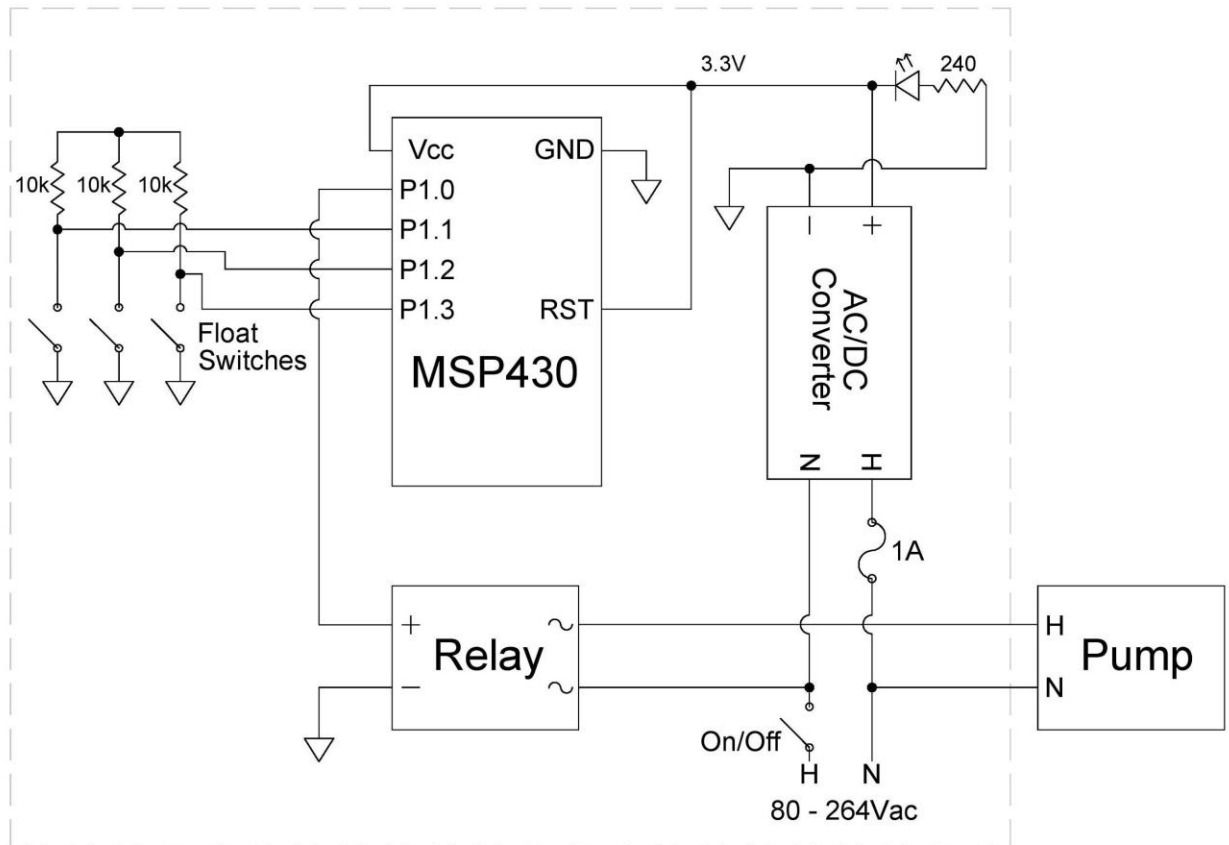 3.3V
240
Vcc
GND
10k
10k
10k
P1.0
P1.1
P1.2
P1.3
RST
Float
Switches
MSP430
- +
AC/DC
Converter
N H
1A
+
~
Relay
-
~
H
N
Pump
On/Off
H N
80 - 264Vac